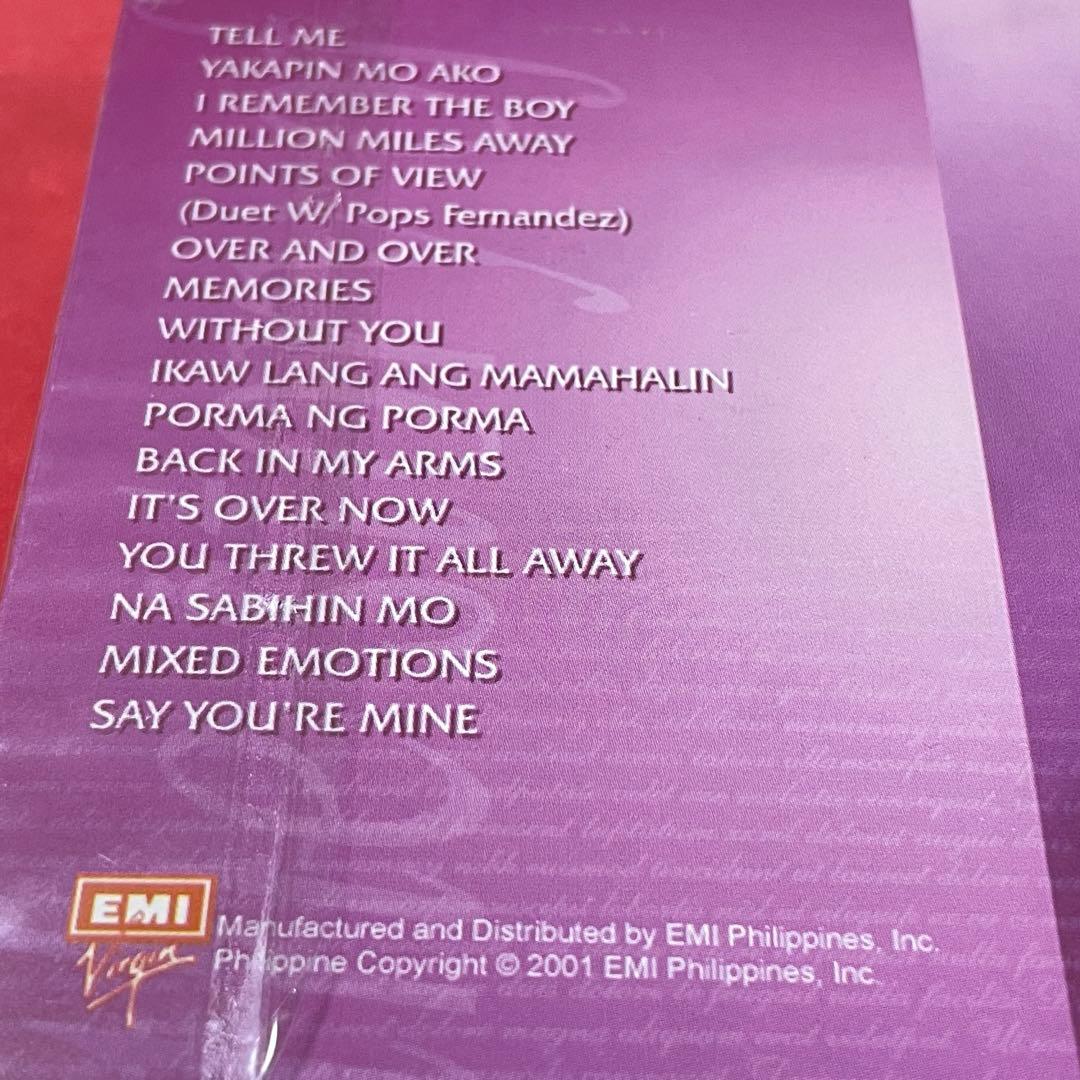 TELL ME
YAKAPIN MO AKO
I REMEMBER THE BOY
MILLION MILES AWAY
POINTS OF VIEW
(Duet W/ Pops Fernandez)
OVER AND OVER
MEMORIES
WITHOUT YOU
IKAW LANG ANG MAMAHALIN
PORMA NG PORMA
BACK IN MY ARMS
IT'S OVER NOW
YOU THREW IT ALL AWAY
NA SABIHIN MO
MIXED EMOTIONS
SAY YOU'RE MINE
EMI
Virgin
Manufactured and Distributed by EMI Philippines, Inc.
Philippine Copyright © 2001 EMI Philippines, Inc.